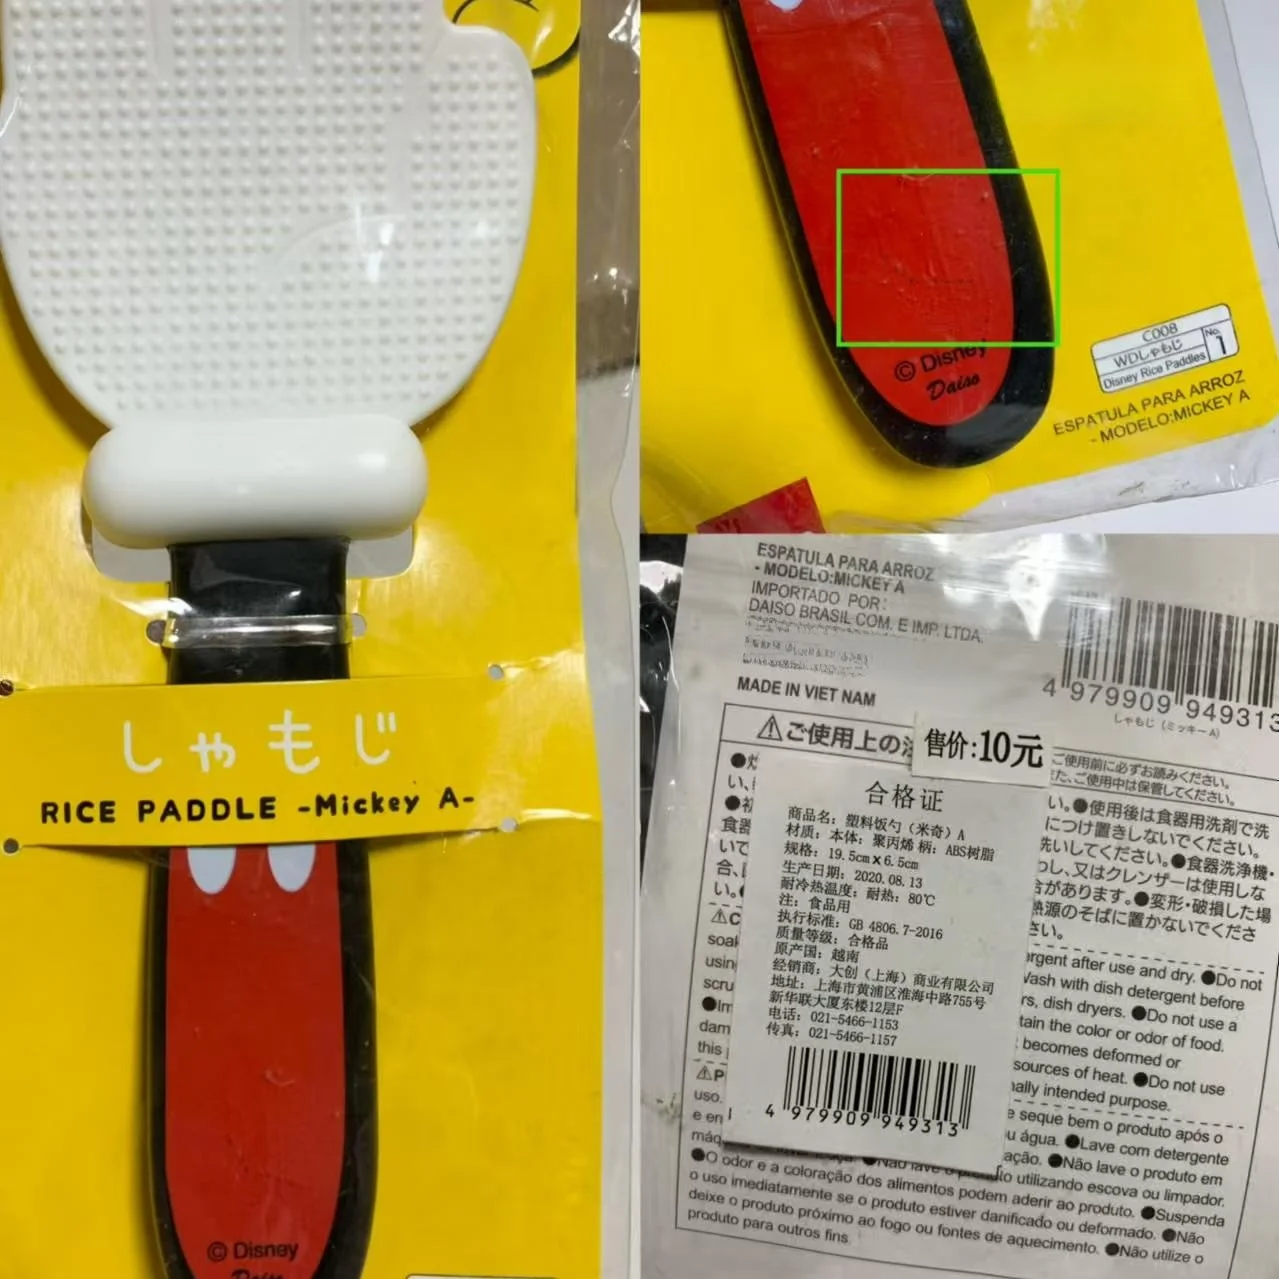 しゃもじ
RICE PADDLE -Mickey A-
© Disney
Daiso
© Disney
Daiso
C008
WDしゃもじ
Disney Rice Paddles
No.
1
ESPATULA PARA ARROZ
- MODELO:MICKEY A
ESPATULA PARA ARROZ
- MODELO:MICKEY A
IMPORTADO POR:
DAISO BRASIL COM. E IMP. LTDA.
MADE IN VIET NAM
4 979909 949313
しゃもじ (ミッキーA)
ご使用上の注
ご使用前に必ずお読みください。
ご使用中は保管してください。
售价:10元
合格证
商品名: 塑料饭勺（米奇）A
材质: 本体: 聚丙烯 柄: ABS树脂
规格: 19.5cm×6.5cm
生产日期: 2020.08.13
耐冷热温度: 耐热: 80℃
注: 食品用
执行标准: GB 4806.7-2016
质量等级: 合格品
原产国: 越南
经销商: 大创（上海）商业有限公司
地址: 上海市黄浦区淮海中路755号
新华联大厦东楼12层F
电话: 021-5466-1153
传真: 021-5466-1157
4 979909 949313
い。●使用後は食器用洗剤で洗
につけ置きしないでください。
洗いしてください。●食器洗浄機・
わし、又はクレンザーは使用しな
合があります。●変形・破損した場
熱源のそばに置かないでくださ
さい。
ergent after use and dry. ●Do not
Wash with dish detergent before
rs, dish dryers. ●Do not use a
tain the color or odor of food.
becomes deformed or
sources of heat. ●Do not use
nally intended purpose.
e seque bem o produto após o
u água. ●Lave com detergente
ação. ●Não lave o produto em
●Não lave o produto utilizando escova ou limpador.
●O odor e a coloração dos alimentos podem aderir ao produto. ●Suspenda
o uso imediatamente se o produto estiver danificado ou deformado. ●Não
deixe o produto próximo ao fogo ou fontes de aquecimento. ●Não utilize o
produto para outros fins